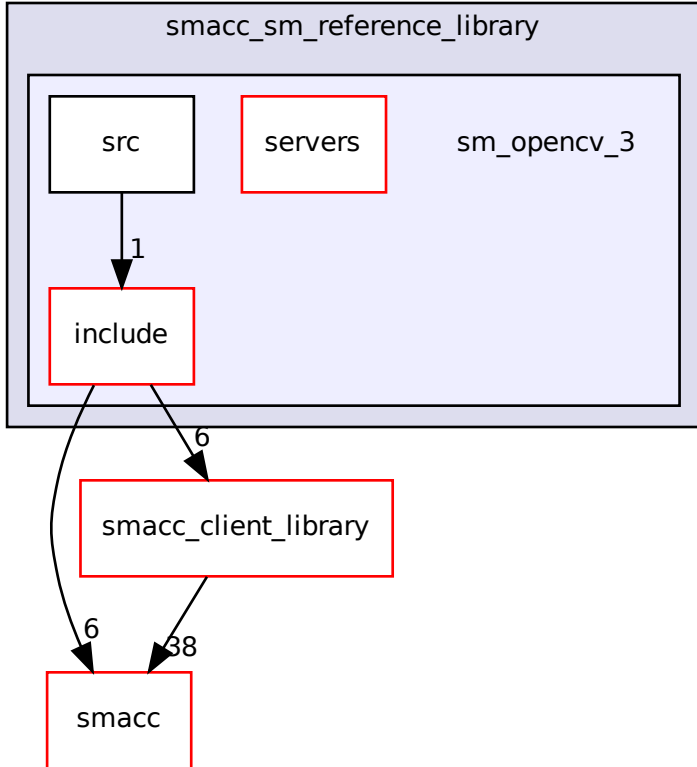 smacc_sm_reference_library
src
servers
sm_opencv_3
1
include
6
smacc_client_library
6
38
smacc